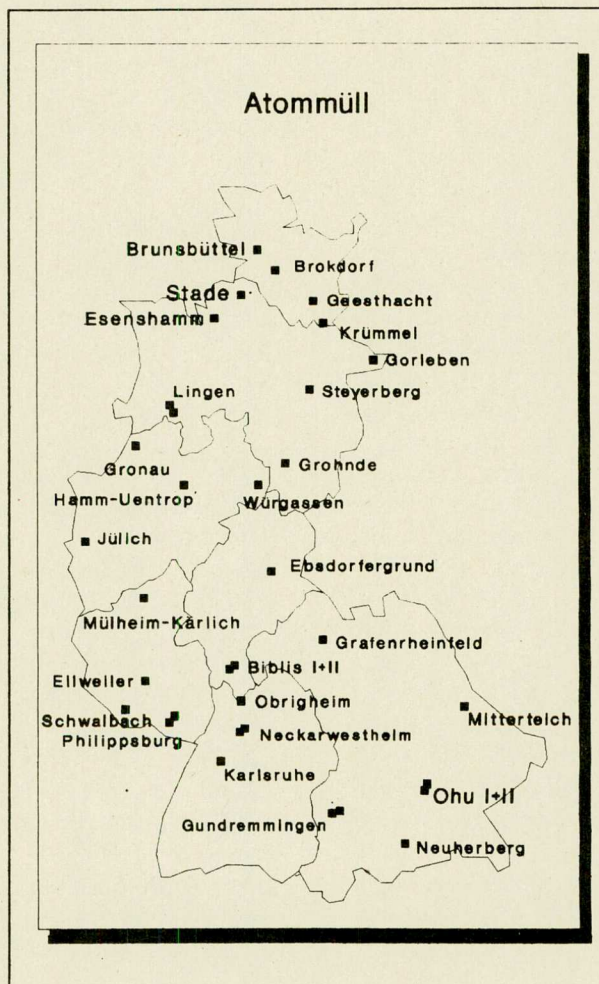 Atommüll
Brunsbüttel
Brokdorf
Stade
Geesthacht
Esenshamm
Krümmel
Gorleben
Lingen
Steyerberg
Gronau
Grohnde
Hamm-Uentrop
Würgassen
Jülich
Ebsdorfergrund
Mülheim-Kärlich
Grafenrheinfeld
Biblis I+II
Ellweiler
Obrigheim
Schwalbach
Mitterteich
Philippsburg
Neckarwestheim
Karlsruhe
Ohu I+II
Gundremmingen
Neuherberg